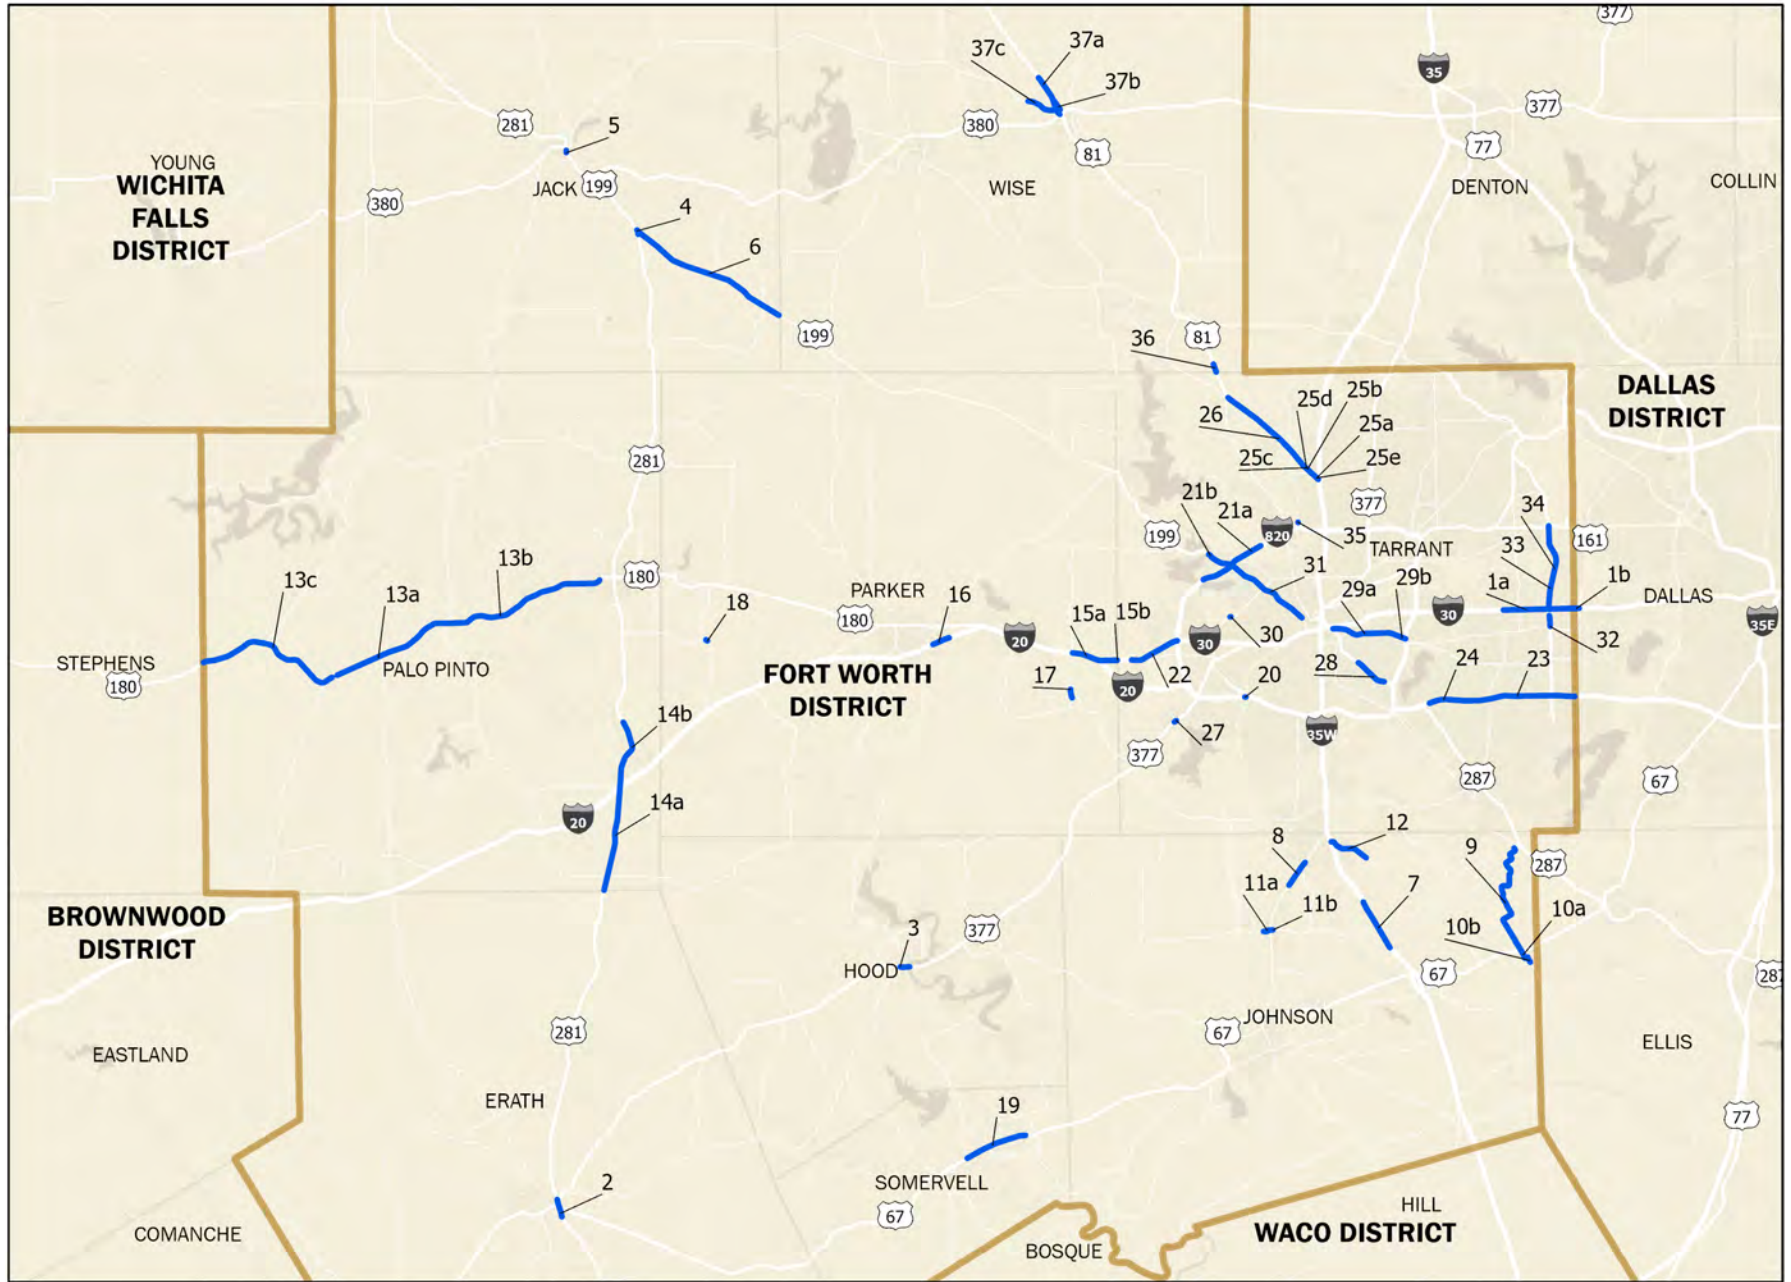 377
37c
37a
35
37b
281
5
380
377
81
77
YOUNG
WICHITA
FALLS
DISTRICT
JACK
199
WISE
DENTON
COLLIN
380
4
6
199
81
36
DALLAS
DISTRICT
25d
25b
26
25a
25c
25e
281
21b
21a
377
34
199
820
35
TARRANT
161
33
13c
13a
13b
180
PARKER
31
29a
29b
1a
1b
DALLAS
18
180
16
20
15a
15b
30
30
30
32
35E
STEPHENS
180
PALO PINTO
FORT WORTH
DISTRICT
17
20
22
20
28
24
23
14b
27
35W
377
287
67
14a
20
8
12
9
287
BROWNWOOD
DISTRICT
11a
11b
7
10b
10a
3
377
HOOD
67
287
281
67
JOHNSON
ELLIS
EASTLAND
ERATH
19
77
2
SOMERVELL
67
HILL
WACO DISTRICT
COMANCHE
BOSQUE